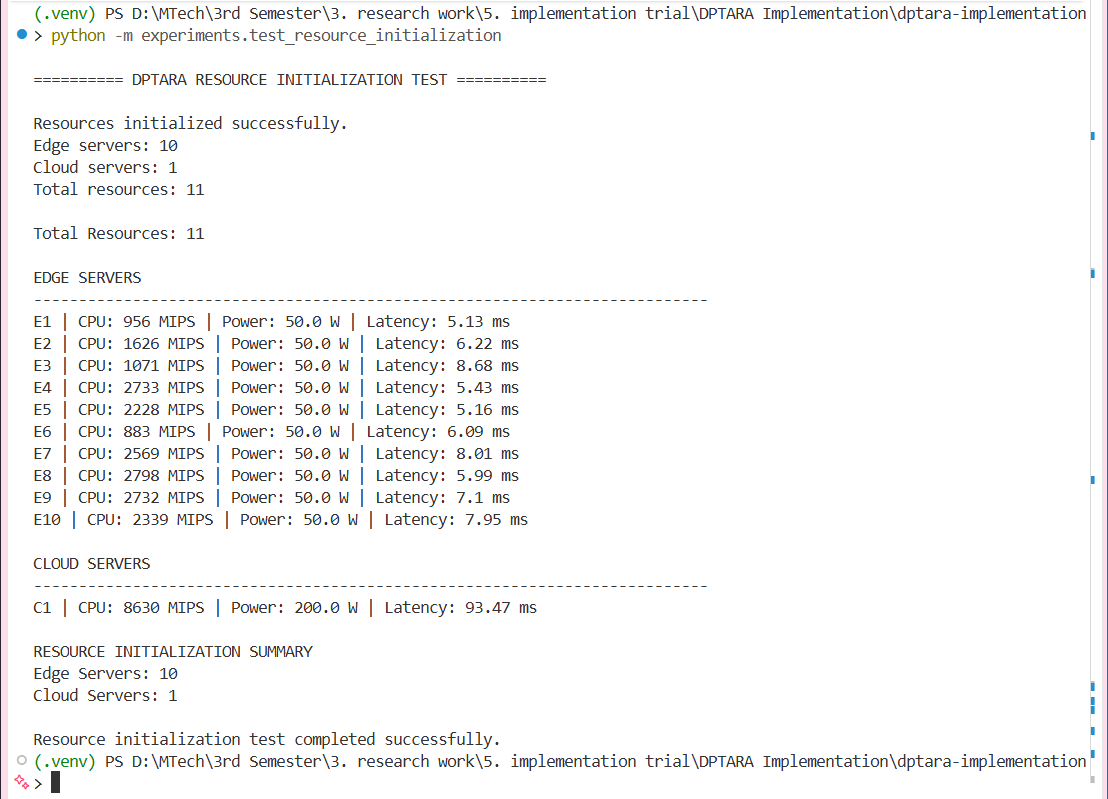 (.venv) PS D:\MTech\3rd Semester\3. research work\5. implementation trial\DPTARA Implementation\dptara-implementation
> python -m experiments.test_resource_initialization
========== DPTARA RESOURCE INITIALIZATION TEST ==========
Resources initialized successfully.
Edge servers: 10
Cloud servers: 1
Total resources: 11
Total Resources: 11
EDGE SERVERS
---------------------------------------------------------------------------
E1 | CPU: 956 MIPS | Power: 50.0 W | Latency: 5.13 ms
E2 | CPU: 1626 MIPS | Power: 50.0 W | Latency: 6.22 ms
E3 | CPU: 1071 MIPS | Power: 50.0 W | Latency: 8.68 ms
E4 | CPU: 2733 MIPS | Power: 50.0 W | Latency: 5.43 ms
E5 | CPU: 2228 MIPS | Power: 50.0 W | Latency: 5.16 ms
E6 | CPU: 883 MIPS | Power: 50.0 W | Latency: 6.09 ms
E7 | CPU: 2569 MIPS | Power: 50.0 W | Latency: 8.01 ms
E8 | CPU: 2798 MIPS | Power: 50.0 W | Latency: 5.99 ms
E9 | CPU: 2732 MIPS | Power: 50.0 W | Latency: 7.1 ms
E10 | CPU: 2339 MIPS | Power: 50.0 W | Latency: 7.95 ms
CLOUD SERVERS
---------------------------------------------------------------------------
C1 | CPU: 8630 MIPS | Power: 200.0 W | Latency: 93.47 ms
RESOURCE INITIALIZATION SUMMARY
Edge Servers: 10
Cloud Servers: 1
Resource initialization test completed successfully.
(.venv) PS D:\MTech\3rd Semester\3. research work\5. implementation trial\DPTARA Implementation\dptara-implementation
>